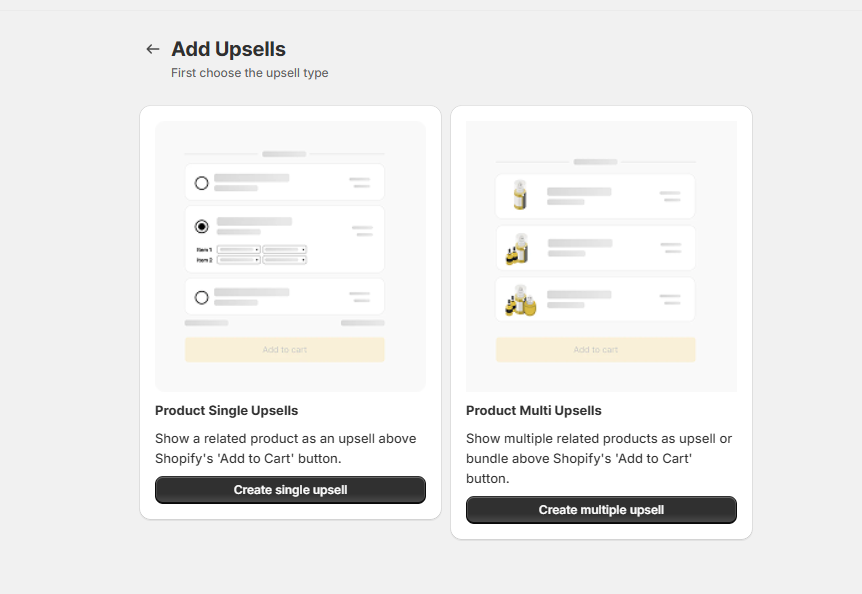 Add Upsells
First choose the upsell type
Item 1
Item 2
Add to cart
Product Single Upsells
Show a related product as an upsell above
Shopify's 'Add to Cart' button.
Create single upsell
Add to cart
Product Multi Upsells
Show multiple related products as upsell or
bundle above Shopify's 'Add to Cart'
button.
Create multiple upsell